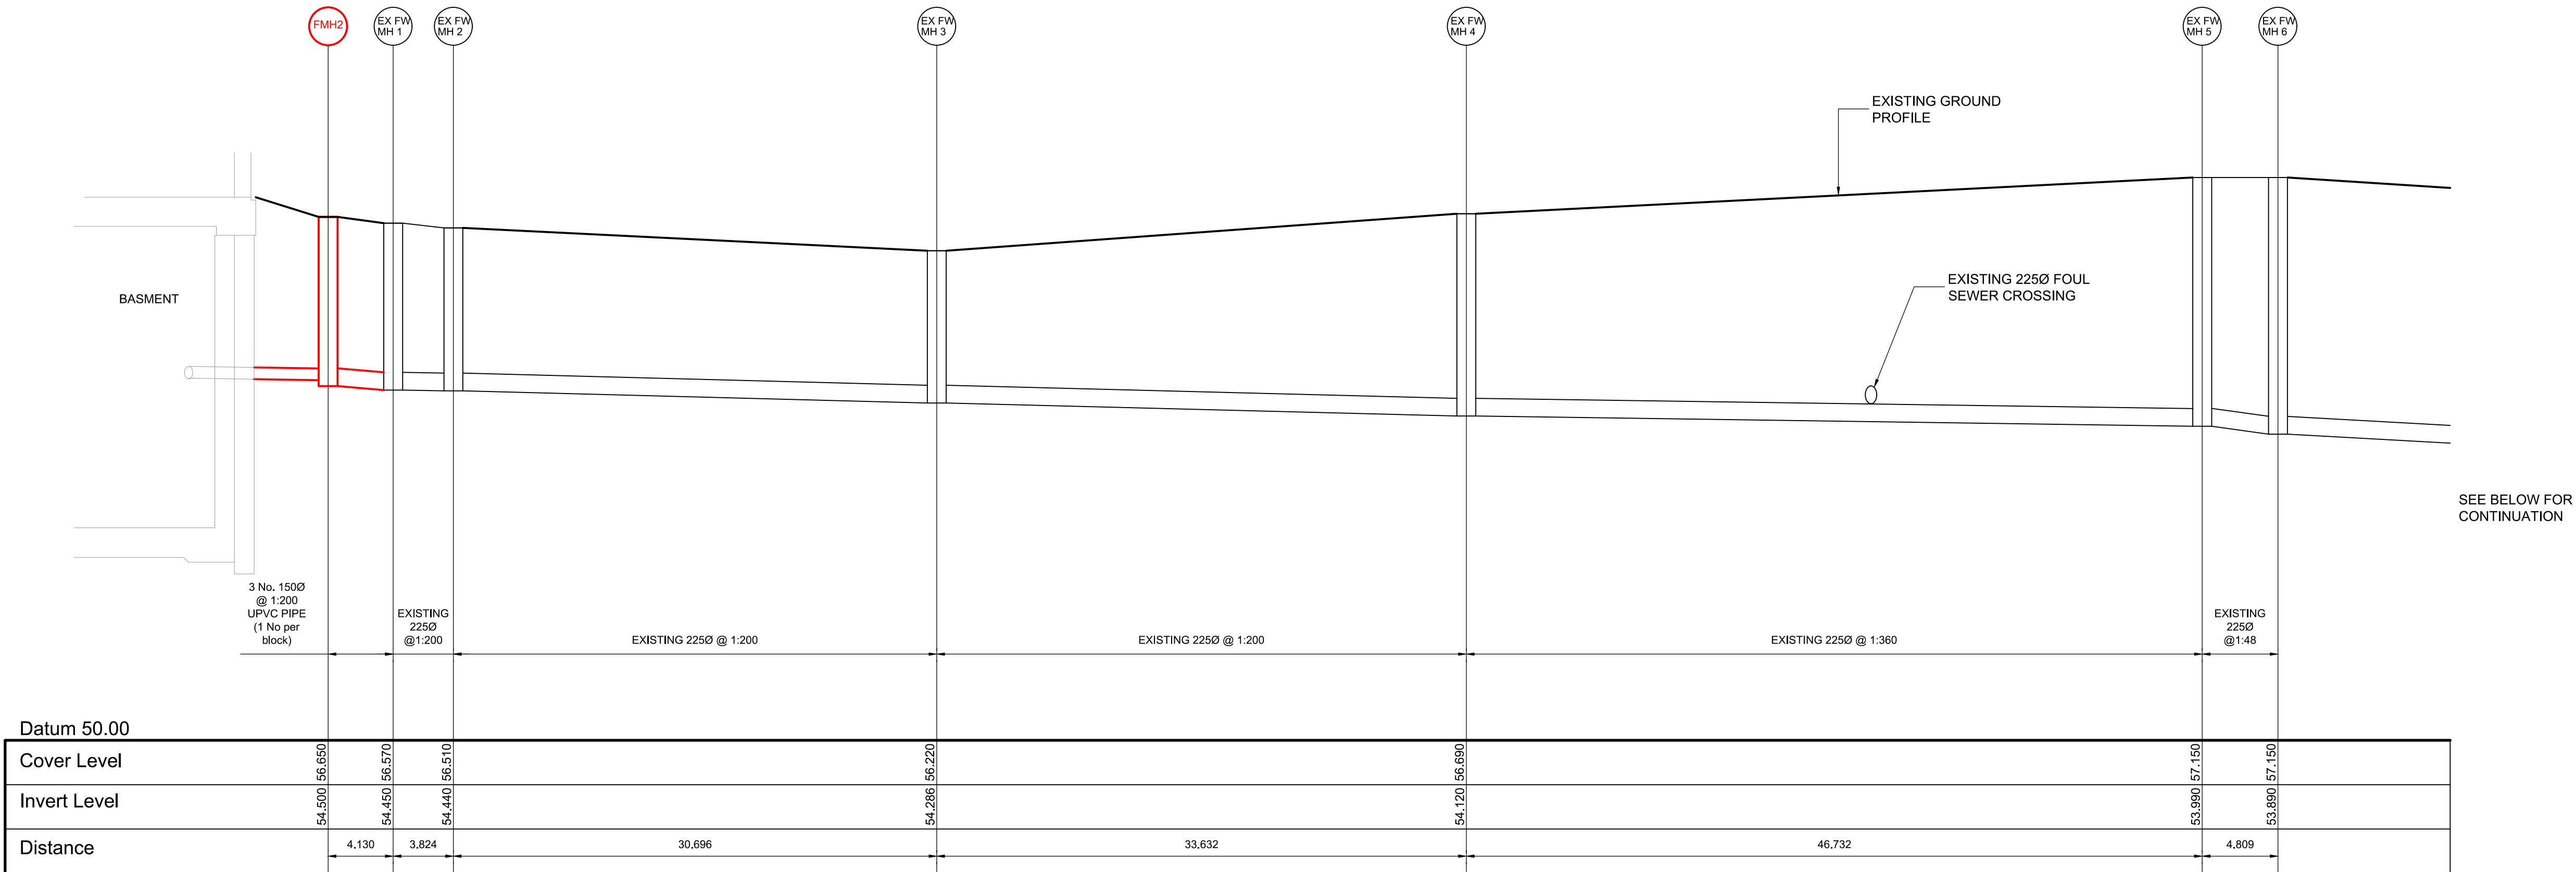 FMH2
EX FW
MH 1
EX FW
MH 2
EX FW
MH 3
EX FW
MH 4
EX FW
MH 5
EX FW
MH 6
EXISTING GROUND
PROFILE
EXISTING 225Ø FOUL
SEWER CROSSING
BASMENT
SEE BELOW FOR
CONTINUATION
3 No. 150Ø
@ 1:200
UPVC PIPE
(1 No per
block)
EXISTING
225Ø
@1:200
EXISTING 225Ø @ 1:200
EXISTING 225Ø @ 1:200
EXISTING 225Ø @ 1:360
EXISTING
225Ø
@1:48
Datum 50.00
Cover Level
56.650
56.570
56.510
56.220
56.690
57.150
57.150
Invert Level
54.500
54.450
54.440
54.286
54.120
53.990
53.890
Distance
4.130
3.824
30.696
33.632
46.732
4.809